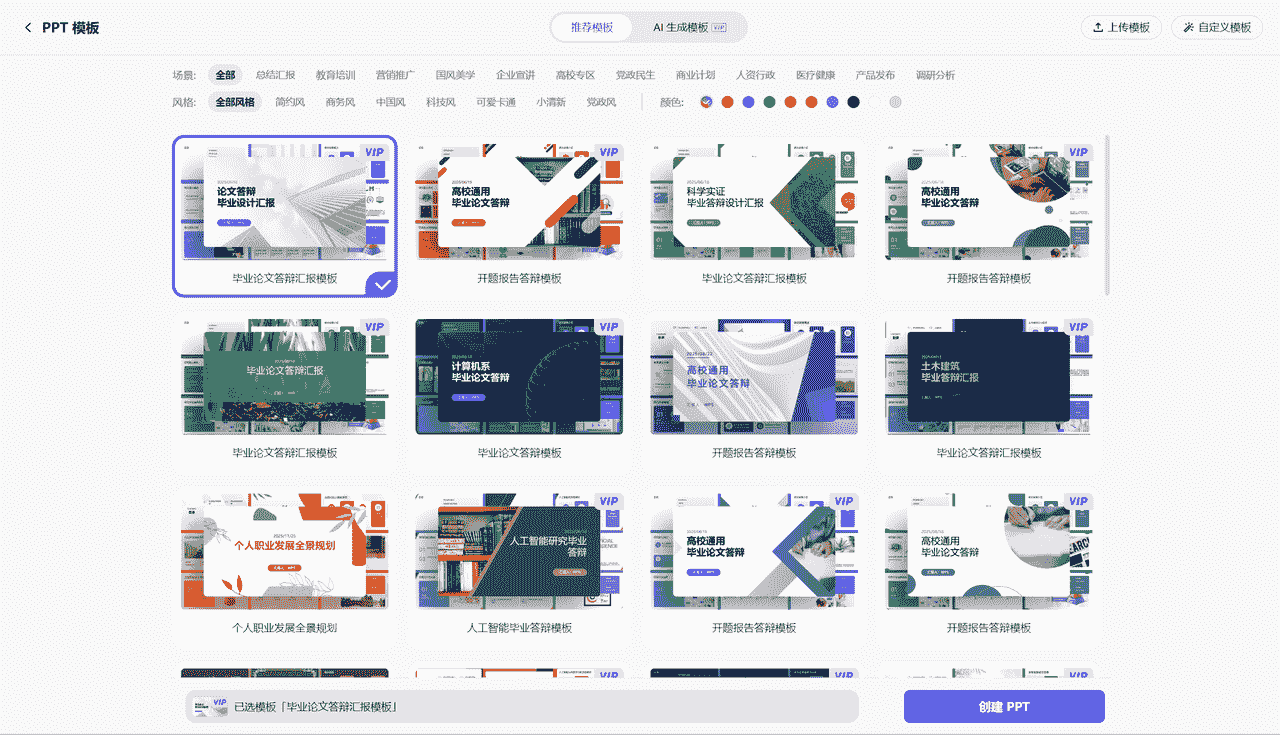 PPT 模板
推荐模板
AI 生成模板 VIP
上传模板
自定义模板
场景: 全部 总结汇报 教育培训 营销推广 国风美学 企业宣讲 高校专区 党政民生 商业计划 人资行政 医疗健康 产品发布 调研分析
风格: 全部风格 简约风 商务风 中国风 科技风 可爱卡通 小清新 党政风 颜色:
VIP
论文答辩
毕业设计汇报
毕业论文答辩汇报模板
VIP
高校通用
毕业论文答辩
开题报告答辩模板
科学实证
毕业答辩设计汇报
毕业论文答辩汇报模板
VIP
高校通用
毕业论文答辩
开题报告答辩模板
VIP
毕业论文答辩汇报
毕业论文答辩汇报模板
VIP
计算机系
毕业论文答辩
毕业论文答辩模板
高校通用
毕业论文答辩
开题报告答辩模板
VIP
土木建筑
毕业答辩汇报
毕业论文答辩汇报模板
个人职业发展全景规划
个人职业发展全景规划
VIP
人工智能研究毕业
答辩
人工智能毕业答辩模板
VIP
高校通用
毕业论文答辩
开题报告答辩模板
VIP
高校通用
毕业论文答辩
开题报告答辩模板
VIP
VIP
VIP
VIP
已选模板「毕业论文答辩汇报模板」
创建 PPT